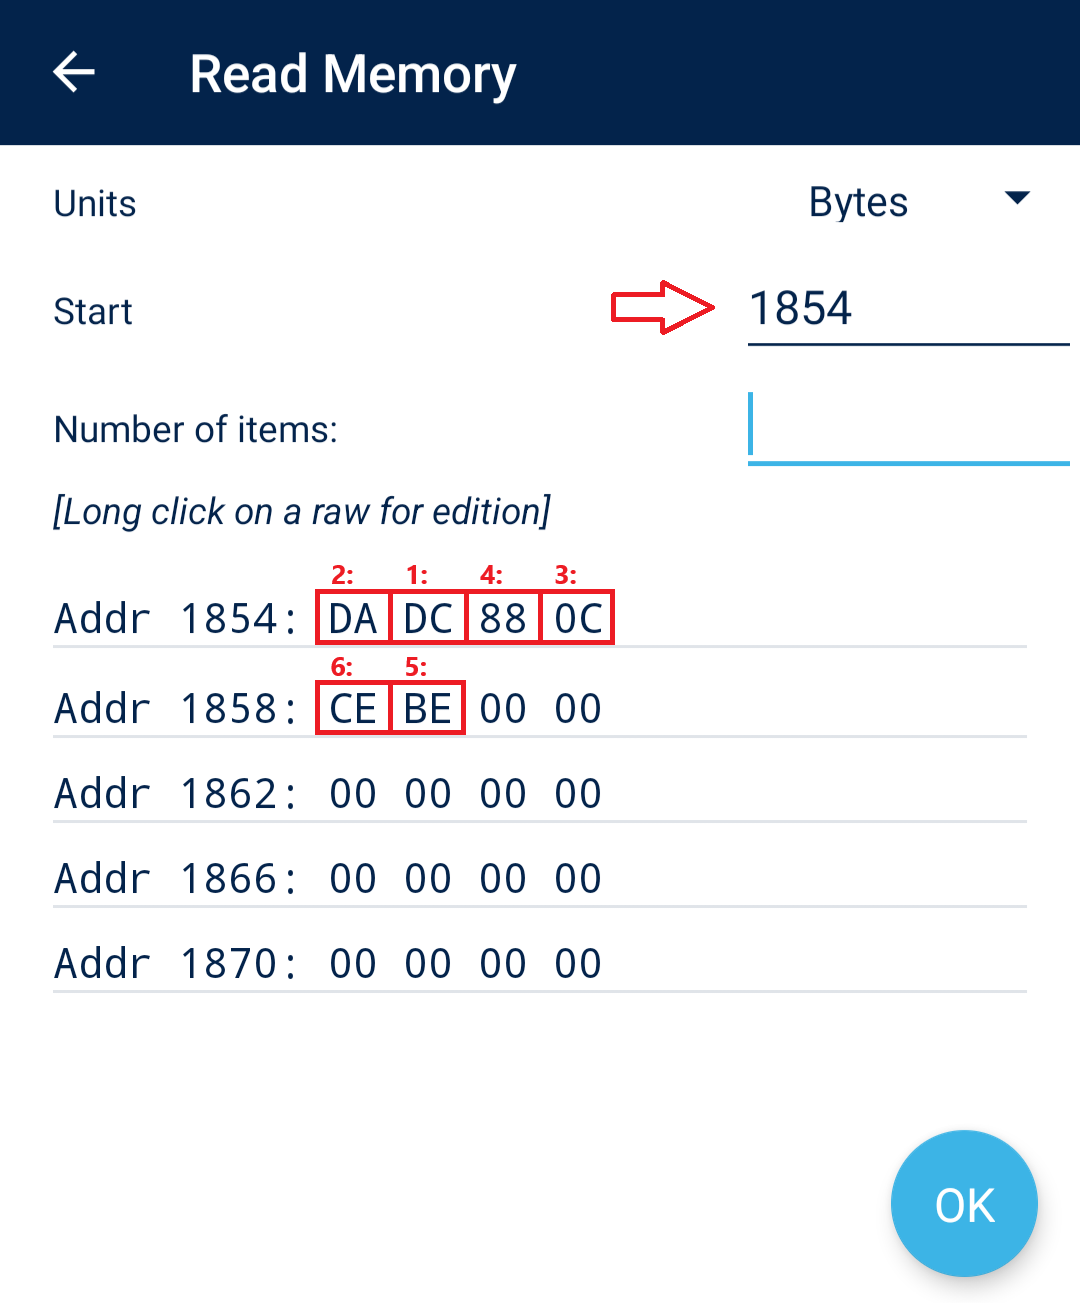 Read Memory
Units Bytes
Start 1854
Number of items:
[Long click on a raw for edition]
2: 1: 4: 3:
Addr 1854: DA DC 88 0C
6: 5:
Addr 1858: CE BE 00 00
Addr 1862: 00 00 00 00
Addr 1866: 00 00 00 00
Addr 1870: 00 00 00 00
OK